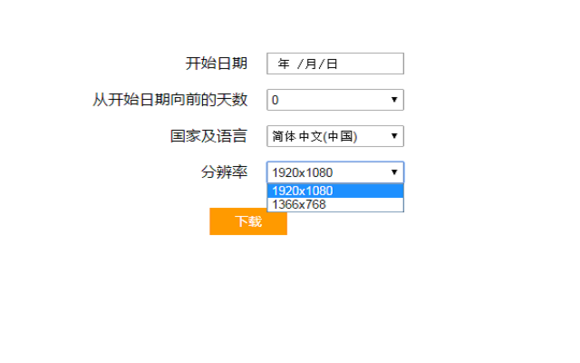 开始日期 年 /月/日
从开始日期向前的天数 0
国家及语言 简体中文(中国)
分辨率 1920x1080
1920x1080
1366x768
下载